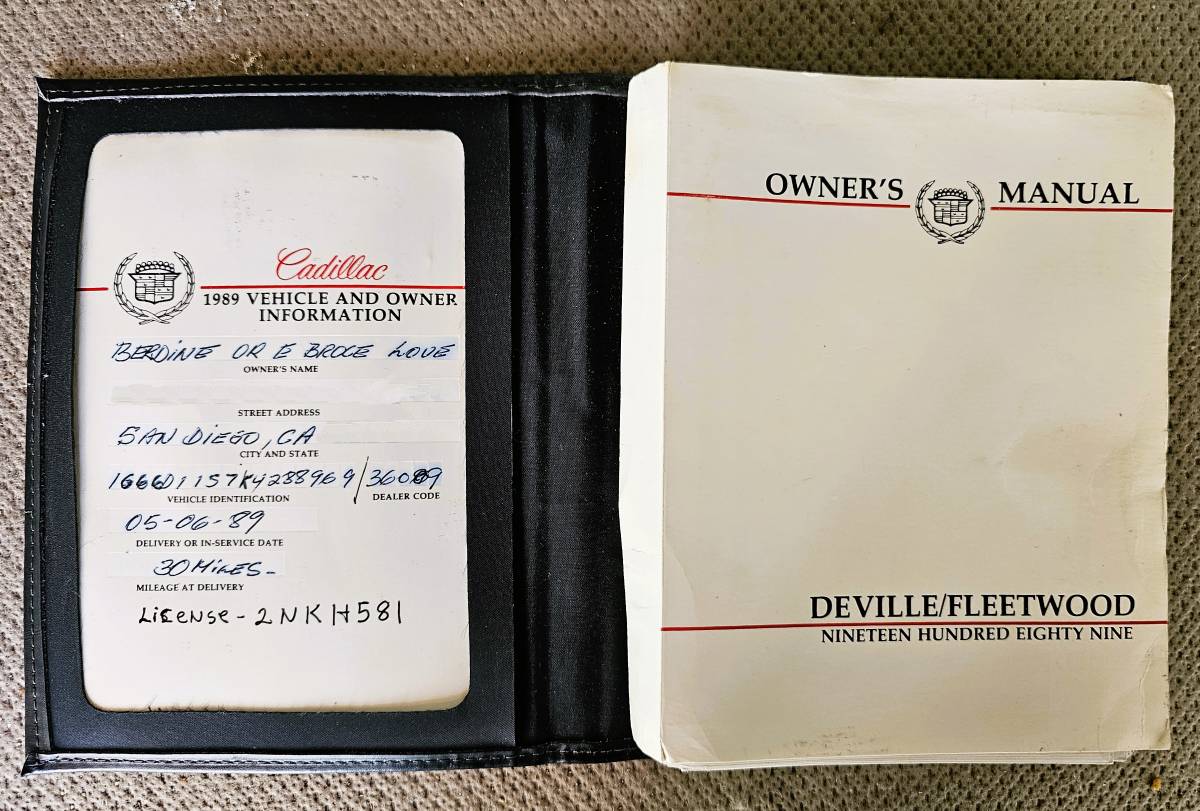 Cadillac
1989 VEHICLE AND OWNER
INFORMATION
BERDINE OR E BROCE LOVE
OWNER'S NAME
STREET ADDRESS
SAN DIEGO, CA
CITY AND STATE
1G6CD1157K4288969/36089
VEHICLE IDENTIFICATION DEALER CODE
05-06-89
DELIVERY OR IN-SERVICE DATE
30 MILES-
MILEAGE AT DELIVERY
LICENSE - 2NKH581
OWNER'S MANUAL
DEVILLE/FLEETWOOD
NINETEEN HUNDRED EIGHTY NINE